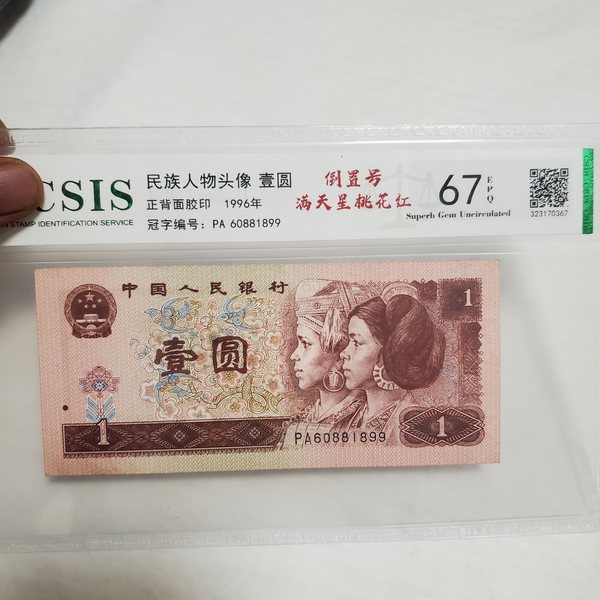 CSIS
N STAMP IDENTIFICATION SERVICE
民族人物头像 壹圆
正背面胶印 1996年
冠字编号: PA 60881899
倒置号
满天星桃花红
67 EPQ
Superb Gem Uncirculated
323170367
中国人民银行
1
壹圆
1
PA60881899
1